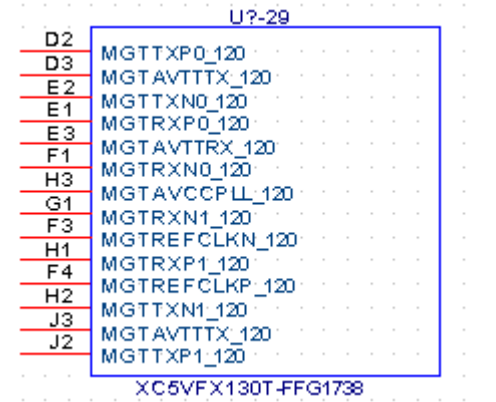 U?-29
D2 MGTTXP0_120
D3 MGTAVTTTX_120
E2 MGTTXN0_120
E1 MGTRXP0_120
E3 MGTAVTTRX_120
F1 MGTRXN0_120
H3 MGTAVCCPLL_120
G1 MGTRXN1_120
F3 MGTREFCLKN_120
H1 MGTRXP1_120
F4 MGTREFCLKP_120
H2 MGTTXN1_120
J3 MGTAVTTTX_120
J2 MGTTXP1_120
XC5VFX130T-FFG1738